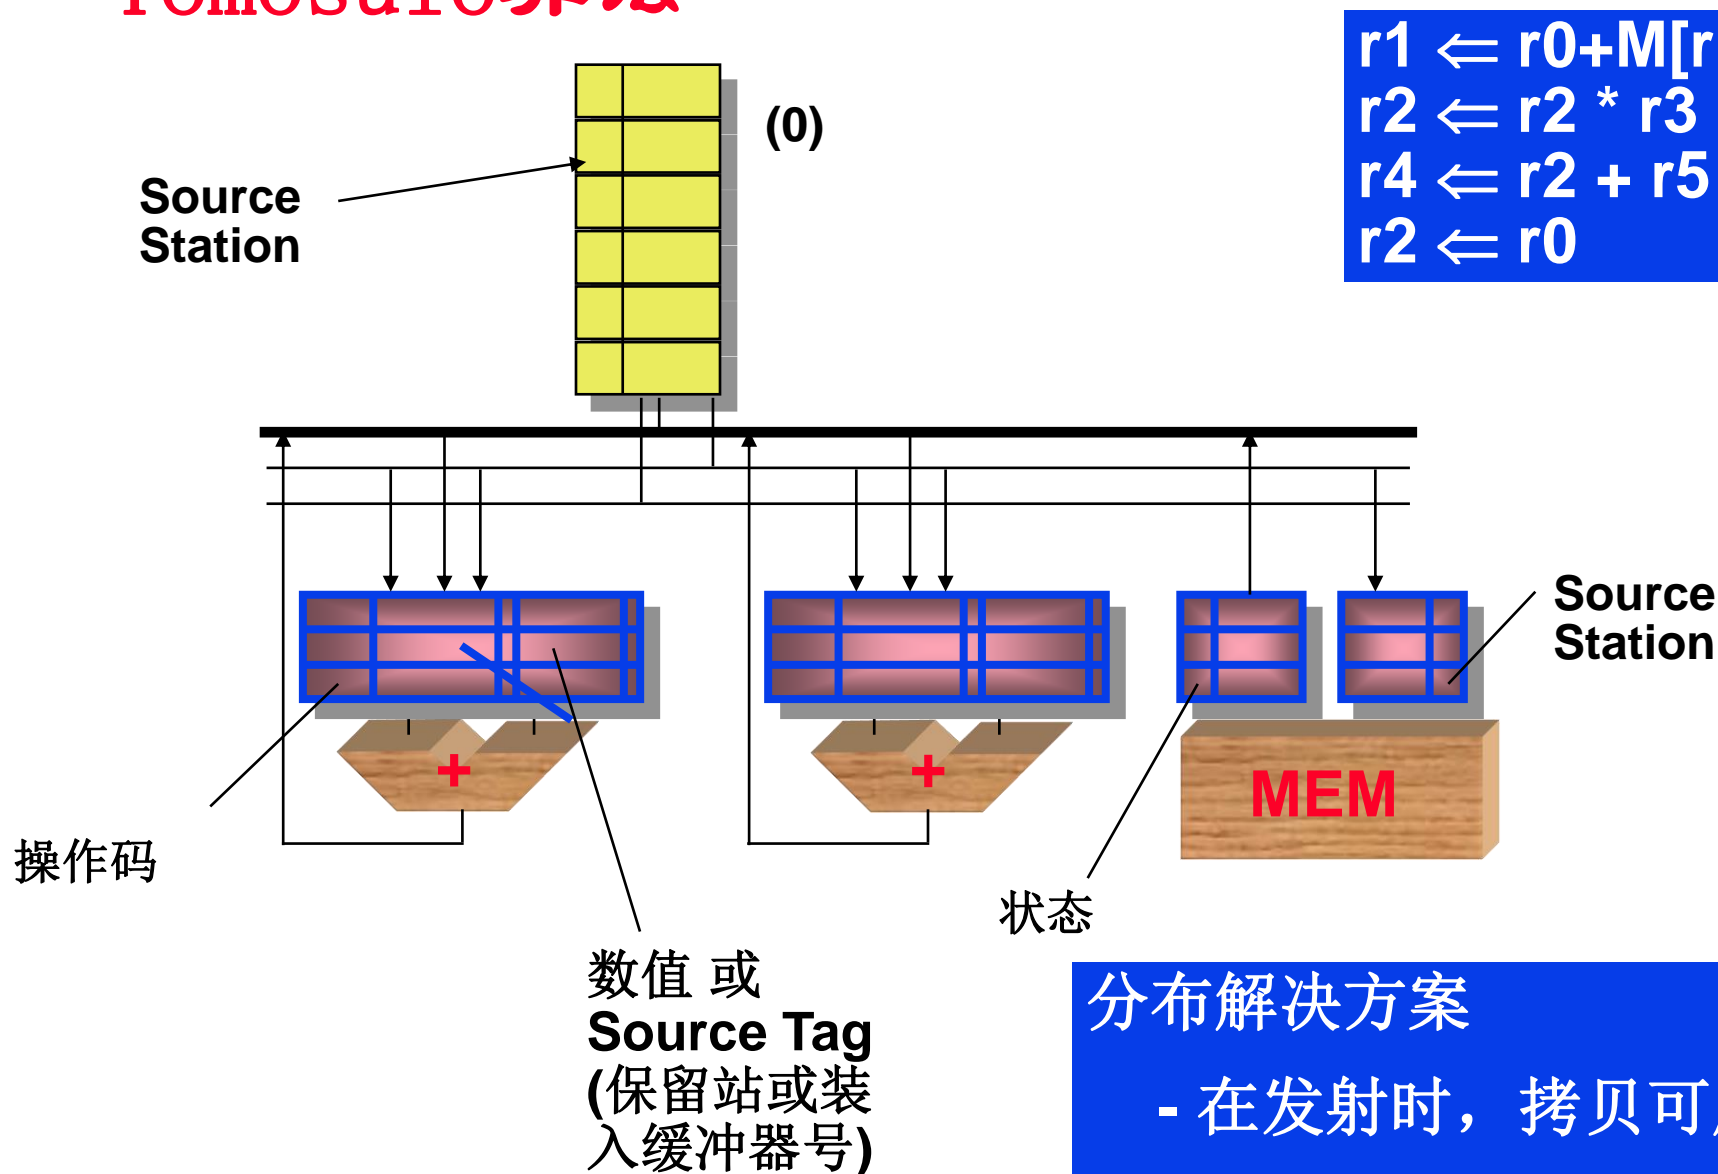 (0)
r1 ⇐ r0+M[r
r2 ⇐ r2 * r3
r4 ⇐ r2 + r5
r2 ⇐ r0
Source
Station
Source
Station
+
+
MEM
操作码
状态
数值 或
Source Tag
(保留站或装
入缓冲器号)
分布解决方案
- 在发射时，拷贝可